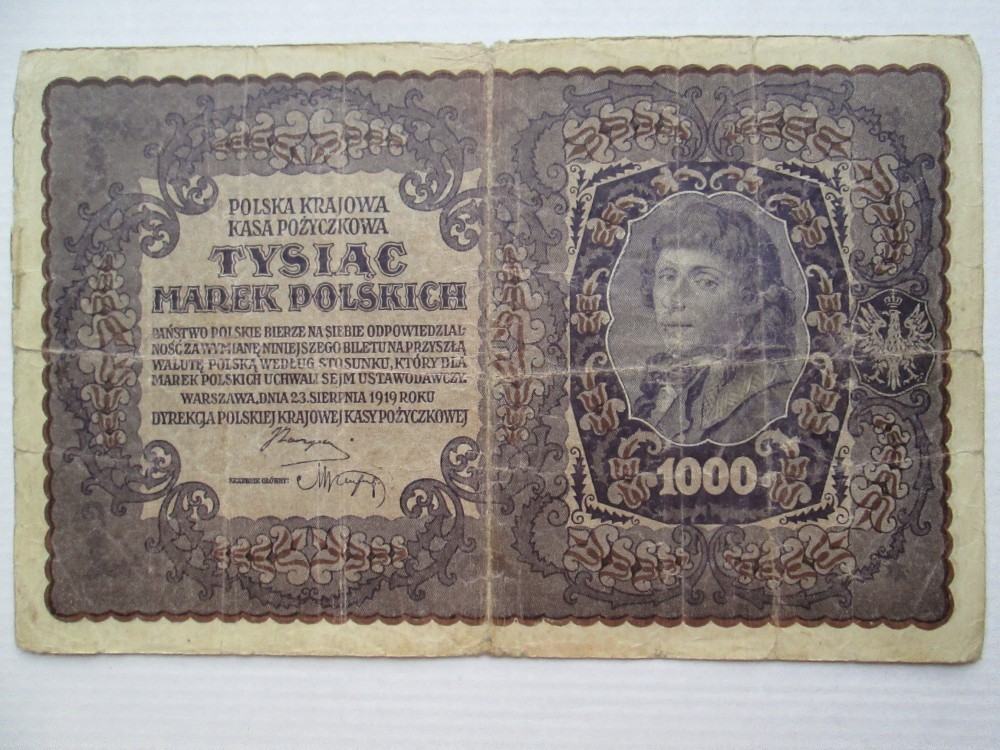 POLSKA KRAJOWA
KASA POŻYCZKOWA
TYSIĄC
MAREK POLSKICH
PAŃSTWO POLSKIE BIERZE NA SIEBIE ODPOWIEDZIAL-
NOŚĆ ZA WYMIANĘ NINIEJSZEGO BILETU NA PRZYSZŁĄ
WALUTĘ POLSKĄ WEDŁUG STOSUNKU, KTÓRY DLA
MAREK POLSKICH UCHWALI SEJM USTAWODAWCZY.
WARSZAWA, DNIA 23. SIERPNIA 1919 ROKU
DYREKCJA POLSKIEJ KRAJOWEJ KASY POŻYCZKOWEJ
SKARBNIK GŁÓWNY:
1000